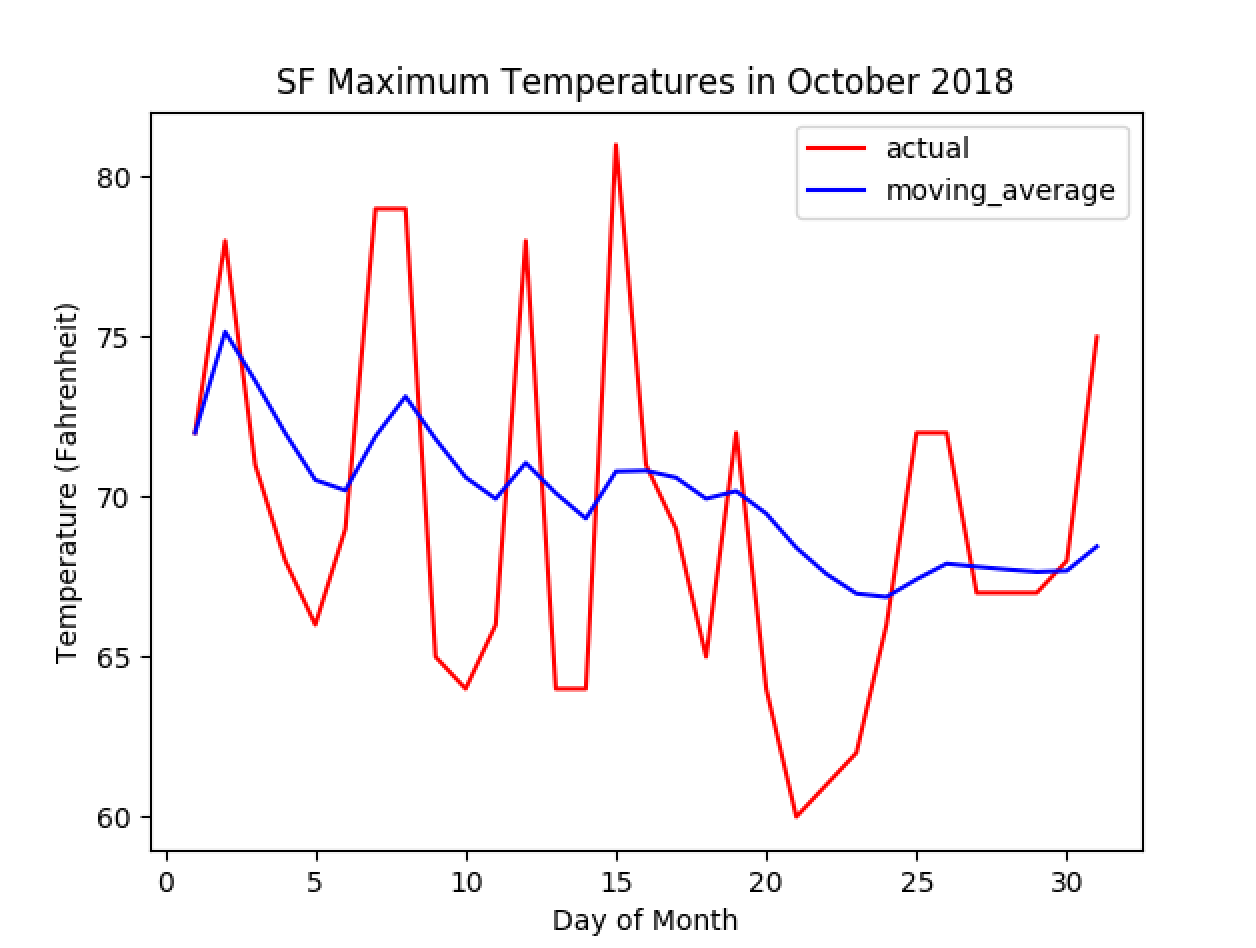 SF Maximum Temperatures in October 2018
actual
moving_average
80
75
70
65
60
Temperature (Fahrenheit)
0 5 10 15 20 25 30
Day of Month